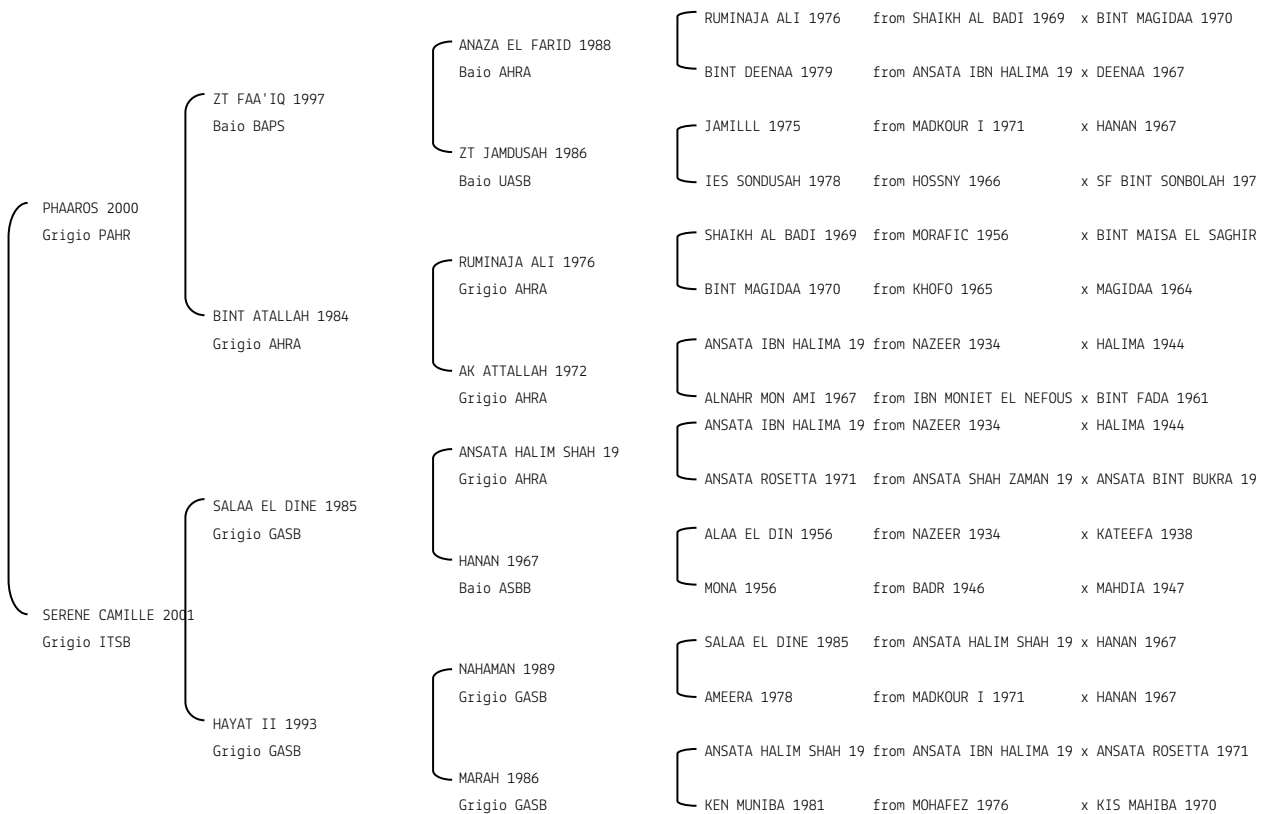 RUMINAJA ALI 1976 from SHAIKH AL BADI 1969 x BINT MAGIDAA 1970
ANAZA EL FARID 1988
Baio AHRA
BINT DEENAA 1979 from ANSATA IBN HALIMA 19 x DEENAA 1967
ZT FAA'IQ 1997
Baio BAPS
JAMILLL 1975 from MADKOUR I 1971 x HANAN 1967
ZT JAMDUSAH 1986
Baio UASB
IES SONDUSAH 1978 from HOSSNY 1966 x SF BINT SONBOLAH 197
PHAAROS 2000
Grigio PAHR
SHAIKH AL BADI 1969 from MORAFIC 1956 x BINT MAISA EL SAGHIR
RUMINAJA ALI 1976
Grigio AHRA
BINT MAGIDAA 1970 from KHOFO 1965 x MAGIDAA 1964
BINT ATALLAH 1984
Grigio AHRA
ANSATA IBN HALIMA 19 from NAZEER 1934 x HALIMA 1944
AK ATTALLAH 1972
Grigio AHRA
ALNAHR MON AMI 1967 from IBN MONIET EL NEFOUS x BINT FADA 1961
ANSATA IBN HALIMA 19 from NAZEER 1934 x HALIMA 1944
ANSATA HALIM SHAH 19
Grigio AHRA
ANSATA ROSETTA 1971 from ANSATA SHAH ZAMAN 19 x ANSATA BINT BUKRA 19
SALAA EL DINE 1985
Grigio GASB
ALAA EL DIN 1956 from NAZEER 1934 x KATEEFA 1938
HANAN 1967
Baio ASBB
MONA 1956 from BADR 1946 x MAHDIA 1947
SERENE CAMILLE 2001
Grigio ITSB
SALAA EL DINE 1985 from ANSATA HALIM SHAH 19 x HANAN 1967
NAHAMAN 1989
Grigio GASB
AMEERA 1978 from MADKOUR I 1971 x HANAN 1967
HAYAT II 1993
Grigio GASB
ANSATA HALIM SHAH 19 from ANSATA IBN HALIMA 19 x ANSATA ROSETTA 1971
MARAH 1986
Grigio GASB
KEN MUNIBA 1981 from MOHAFEZ 1976 x KIS MAHIBA 1970